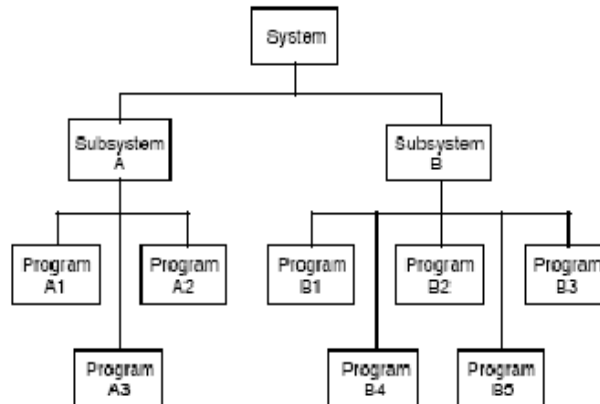 System
Subsystem
A
Subsystem
B
Program
A1
Program
A2
Program
B1
Program
B2
Program
B3
Program
A3
Program
B4
Program
B5